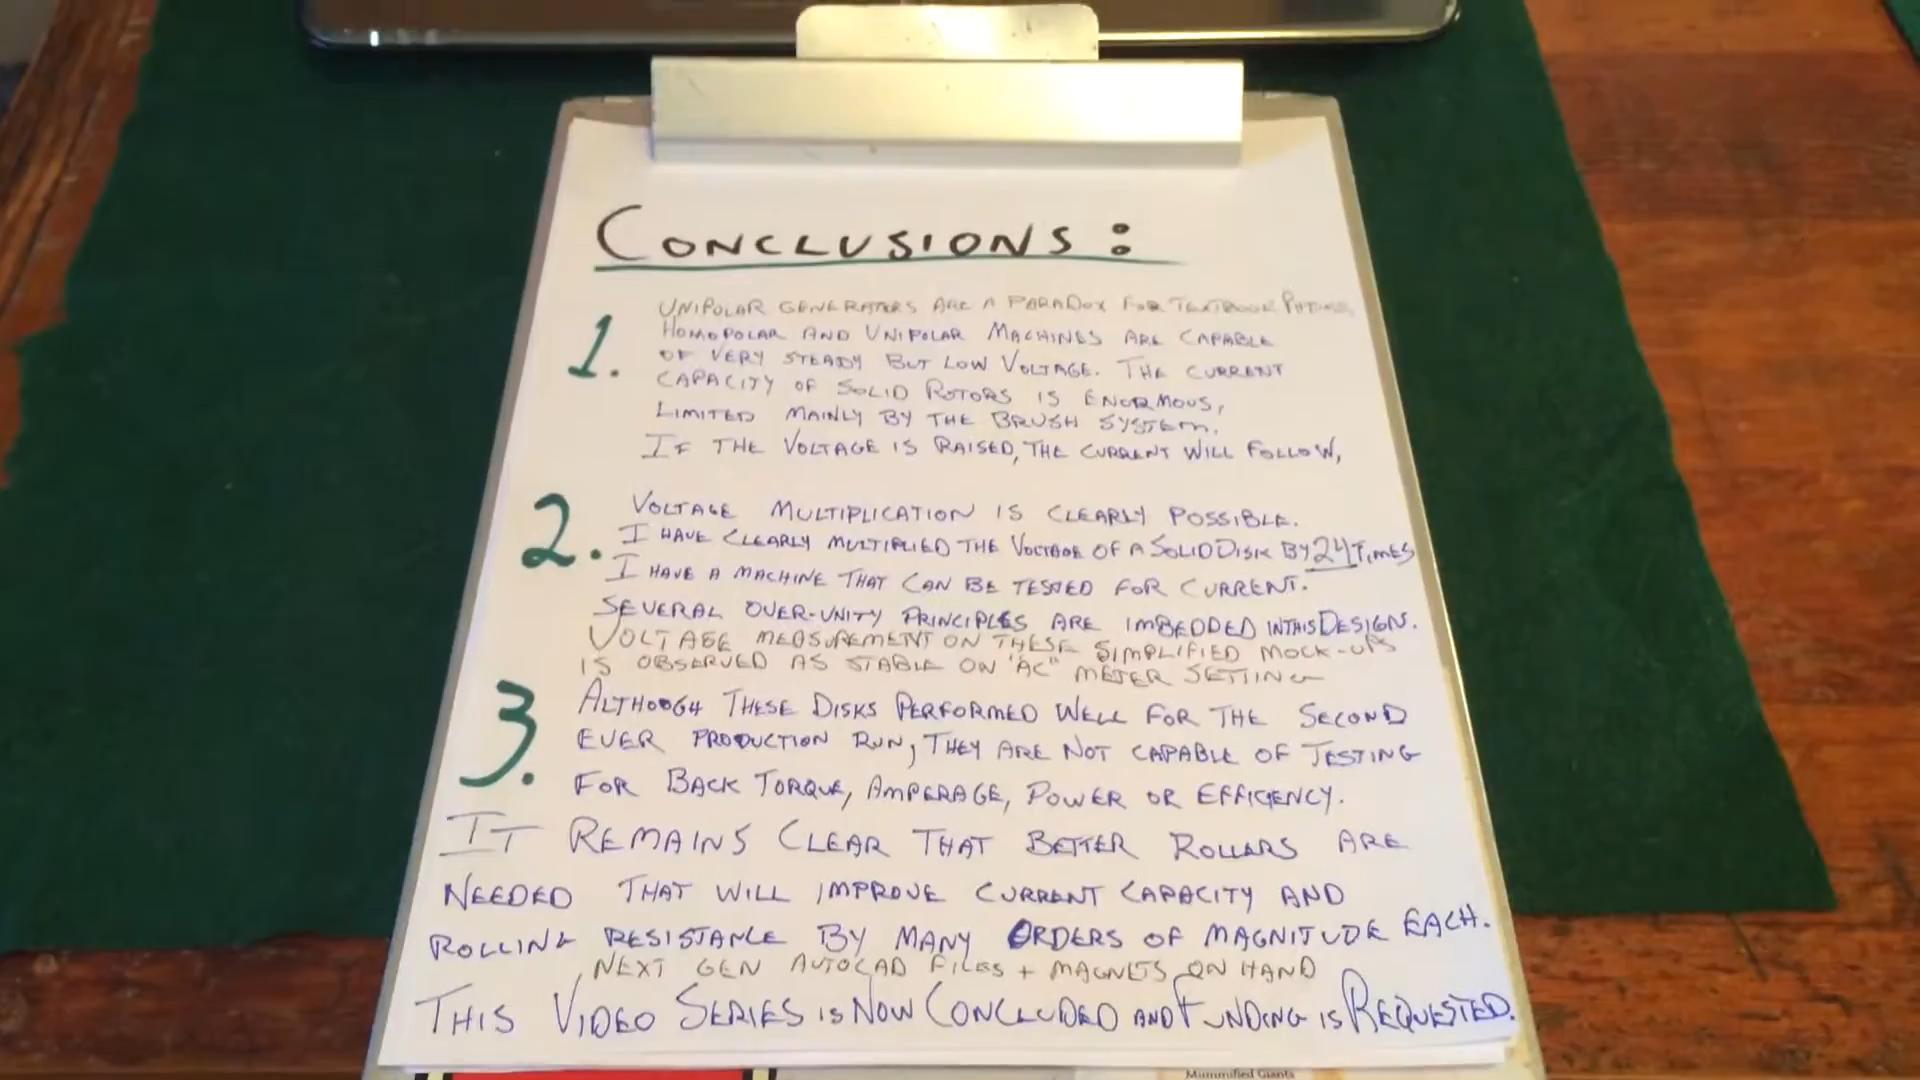 CONCLUSIONS:
1. UNIPOLAR GENERATORS ARE A PARADOX FOR TEXTBOOK PHYSICS,
HOMOPOLAR AND UNIPOLAR MACHINES ARE CAPABLE
OF VERY STEADY BUT LOW VOLTAGE. THE CURRENT
CAPACITY OF SOLID ROTORS IS ENORMOUS,
LIMITED MAINLY BY THE BRUSH SYSTEM.
IF THE VOLTAGE IS RAISED, THE CURRENT WILL FOLLOW,
2. VOLTAGE MULTIPLICATION IS CLEARLY POSSIBLE.
I HAVE CLEARLY MULTIPLIED THE VOLTAGE OF A SOLID DISK BY 24 TIMES
I HAVE A MACHINE THAT CAN BE TESTED FOR CURRENT.
SEVERAL OVER-UNITY PRINCIPLES ARE IMBEDDED IN THIS DESIGN.
VOLTAGE MEASUREMENT ON THESE SIMPLIFIED MOCK-UPS
IS OBSERVED AS STABLE ON "AC" METER SETTING
3. ALTHOUGH THESE DISKS PERFORMED WELL FOR THE SECOND
EVER PRODUCTION RUN, THEY ARE NOT CAPABLE OF TESTING
FOR BACK TORQUE, AMPERAGE, POWER OR EFFICIENCY.
IT REMAINS CLEAR THAT BETTER ROLLERS ARE
NEEDED THAT WILL IMPROVE CURRENT CAPACITY AND
ROLLING RESISTANCE BY MANY ORDERS OF MAGNITUDE EACH.
NEXT GEN AUTOCAD FILES + MAGNETS ON HAND
THIS VIDEO SERIES IS NOW CONCLUDED AND FUNDING IS REQUESTED.
Mummified Giants